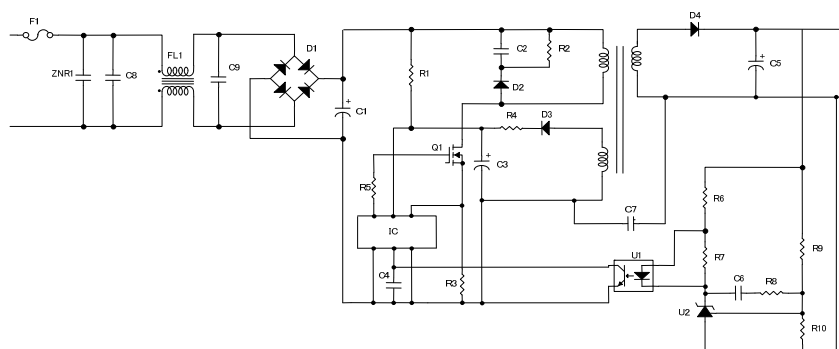 F1
ZNR1
C8
FL1
C9
D1
C1
R1
C2
R2
D2
D4
C5
R4
D3
Q1
C3
R5
IC
C4
R3
C7
U1
R6
R7
C6
R8
R9
U2
R10